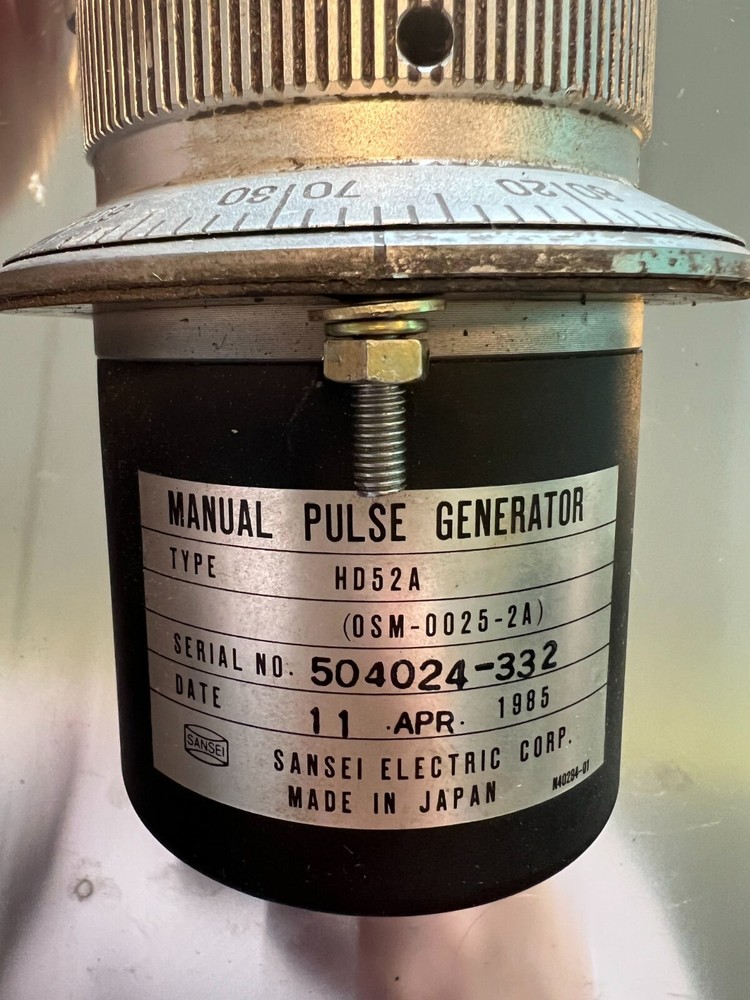 70/30
80/20
MANUAL PULSE GENERATOR
TYPE HD52A
(OSM-0025-2A)
SERIAL NO. 504024-332
DATE 11 ·APR· 1985
SANSEI SANSEI ELECTRIC CORP.
MADE IN JAPAN
N40294-01